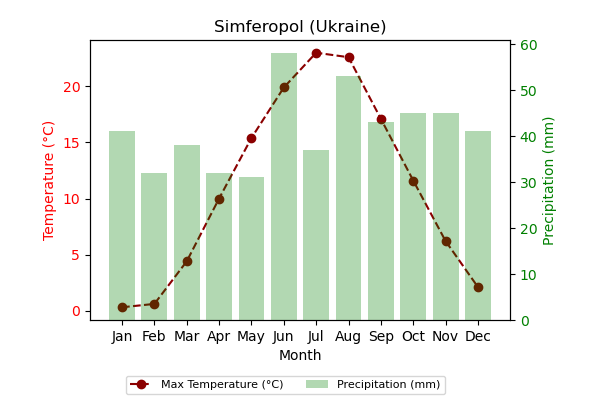 Simferopol (Ukraine)
Temperature (°C)
20
15
10
5
0
60
50
40
30
20
10
0
Precipitation (mm)
Jan Feb Mar Apr May Jun Jul Aug Sep Oct Nov Dec
Month
Max Temperature (°C) Precipitation (mm)